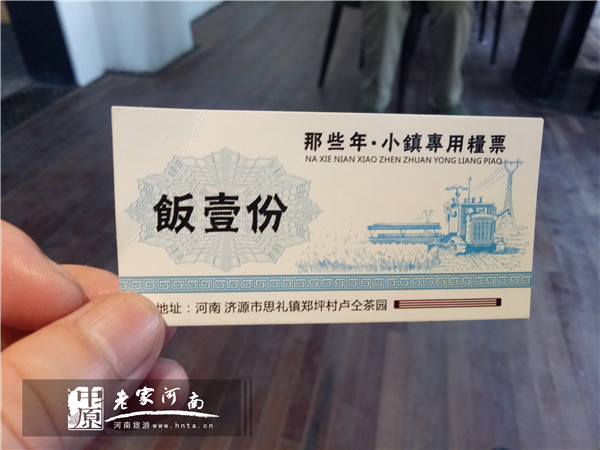 那些年·小鎮專用糧票
NA XIE NIAN XIAO ZHEN ZHUAN YONG LIANG PIAO
飯壹份
地址：河南 济源市思礼镇郑坪村卢仝茶园
中原
老家河南
河南旅游 www.hnta.cn